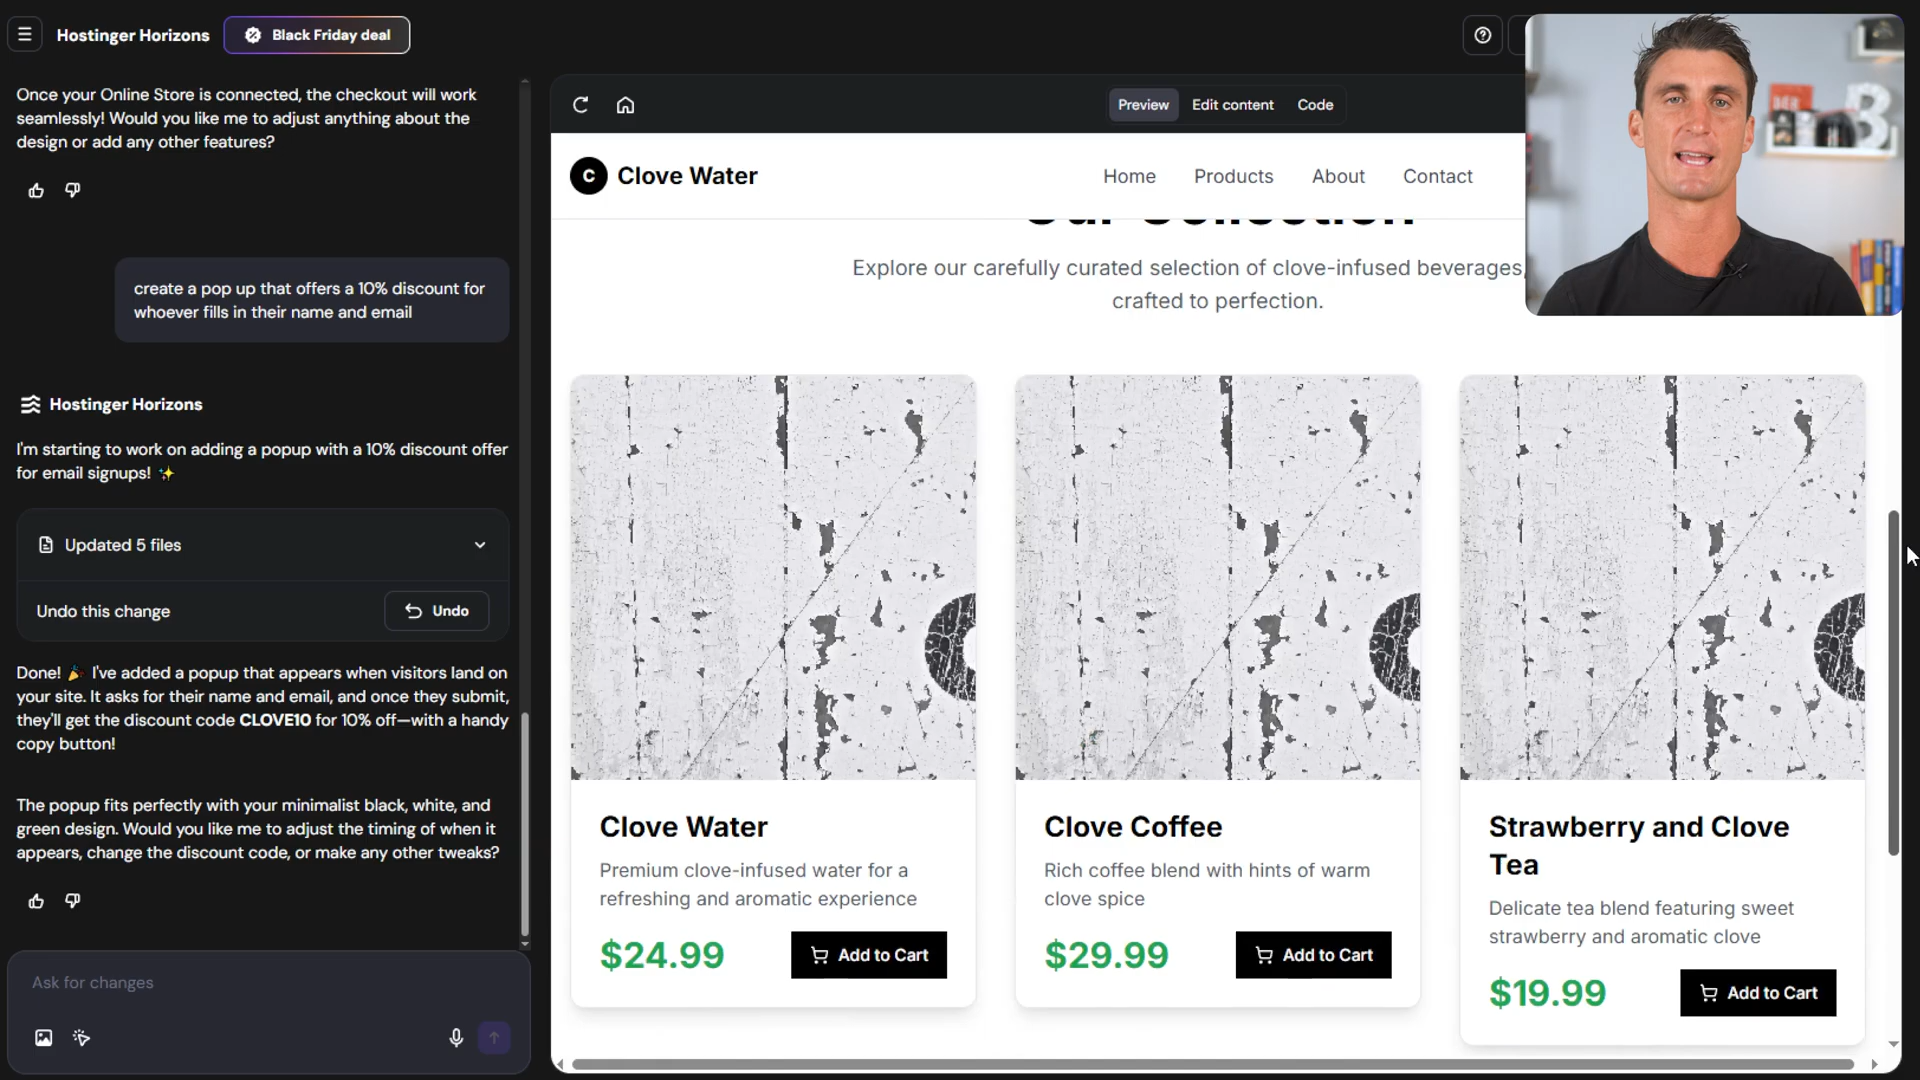 Hostinger Horizons
Black Friday deal
Once your Online Store is connected, the checkout will work
seamlessly! Would you like me to adjust anything about the
design or add any other features?
create a pop up that offers a 10% discount for
whoever fills in their name and email
Hostinger Horizons
I'm starting to work on adding a popup with a 10% discount offer
for email signups! ✨
Updated 5 files
Undo this change
Undo
Done! 🎉 I've added a popup that appears when visitors land on
your site. It asks for their name and email, and once they submit,
they'll get the discount code CLOVE10 for 10% off—with a handy
copy button!
The popup fits perfectly with your minimalist black, white, and
green design. Would you like me to adjust the timing of when it
appears, change the discount code, or make any other tweaks?
Ask for changes
Preview
Edit content
Code
C
Clove Water
Home
Products
About
Contact
Our Collection
Explore our carefully curated selection of clove-infused beverages,
crafted to perfection.
Clove Water
Premium clove-infused water for a
refreshing and aromatic experience
$24.99
Add to Cart
Clove Coffee
Rich coffee blend with hints of warm
clove spice
$29.99
Add to Cart
Strawberry and Clove
Tea
Delicate tea blend featuring sweet
strawberry and aromatic clove
$19.99
Add to Cart